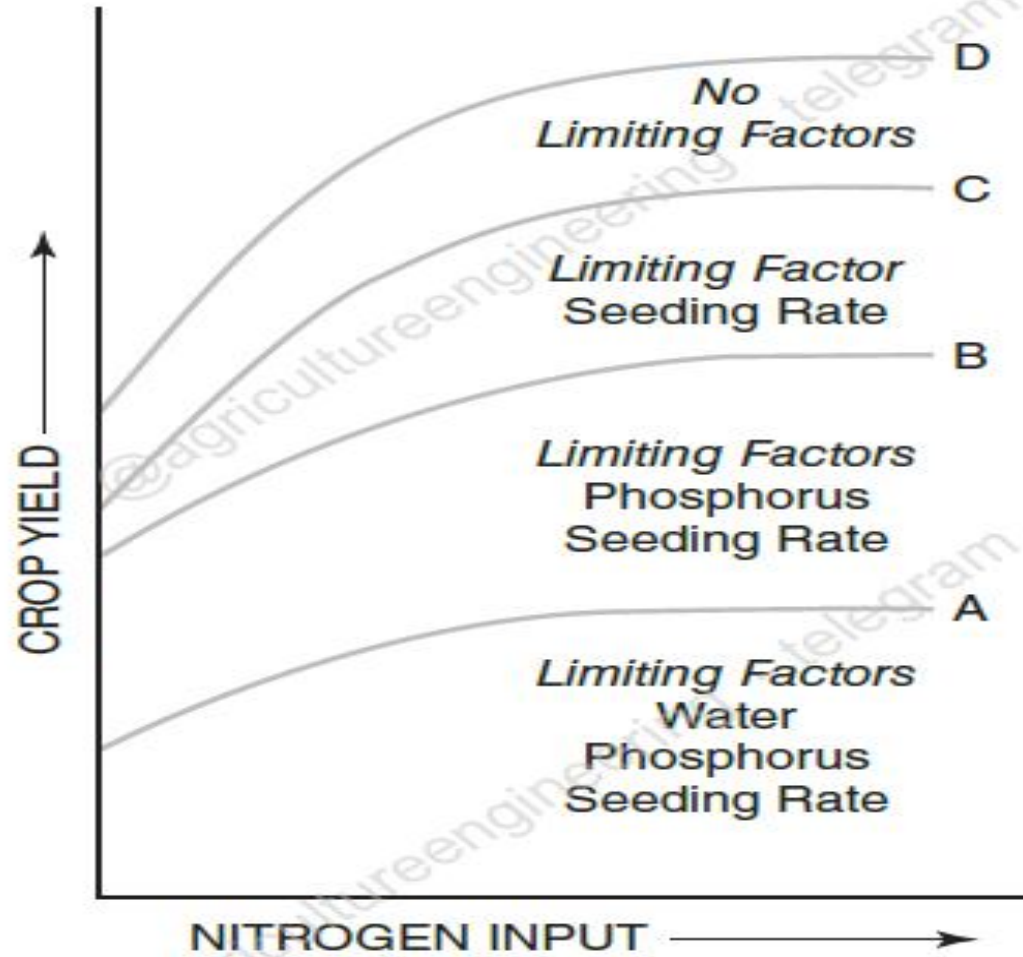 D
No
Limiting Factors
C
Limiting Factor
Seeding Rate
B
Limiting Factors
Phosphorus
Seeding Rate
A
Limiting Factors
Water
Phosphorus
Seeding Rate
CROP YIELD
NITROGEN INPUT
@agricultureengineering telegram
telegram